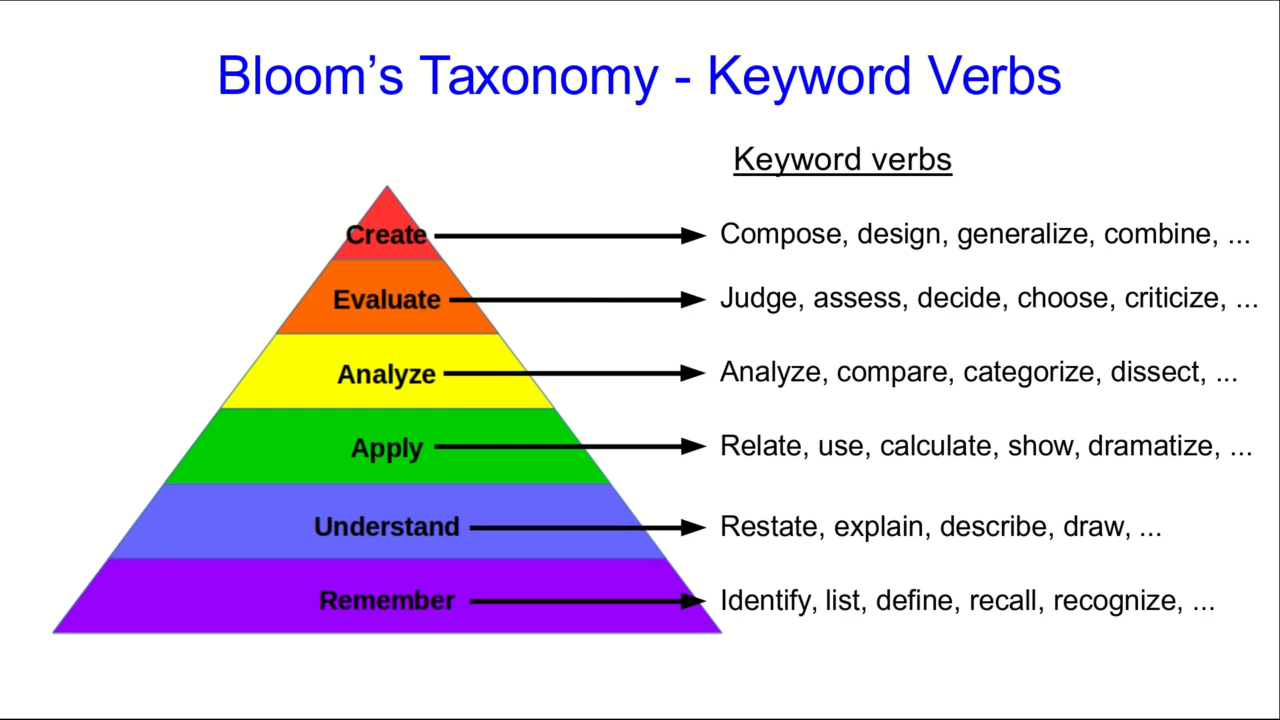 Bloom’s Taxonomy - Keyword Verbs
Keyword verbs
Create Compose, design, generalize, combine, ...
Evaluate Judge, assess, decide, choose, criticize, ...
Analyze Analyze, compare, categorize, dissect, ...
Apply Relate, use, calculate, show, dramatize, ...
Understand Restate, explain, describe, draw, ...
Remember Identify, list, define, recall, recognize, ...